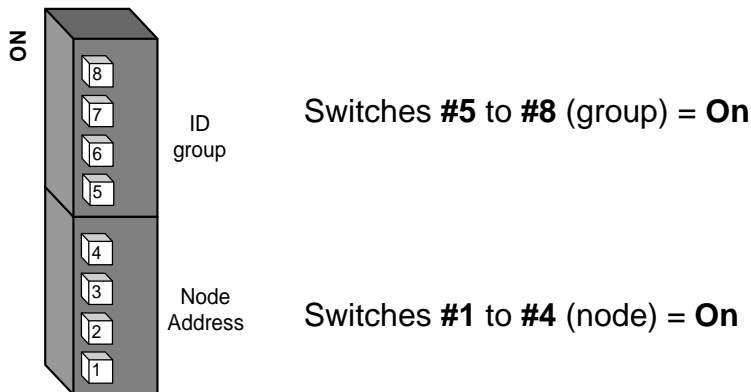 ON
8
7
6
5
ID
group
Switches #5 to #8 (group) = On
4
3
2
1
Node
Address
Switches #1 to #4 (node) = On